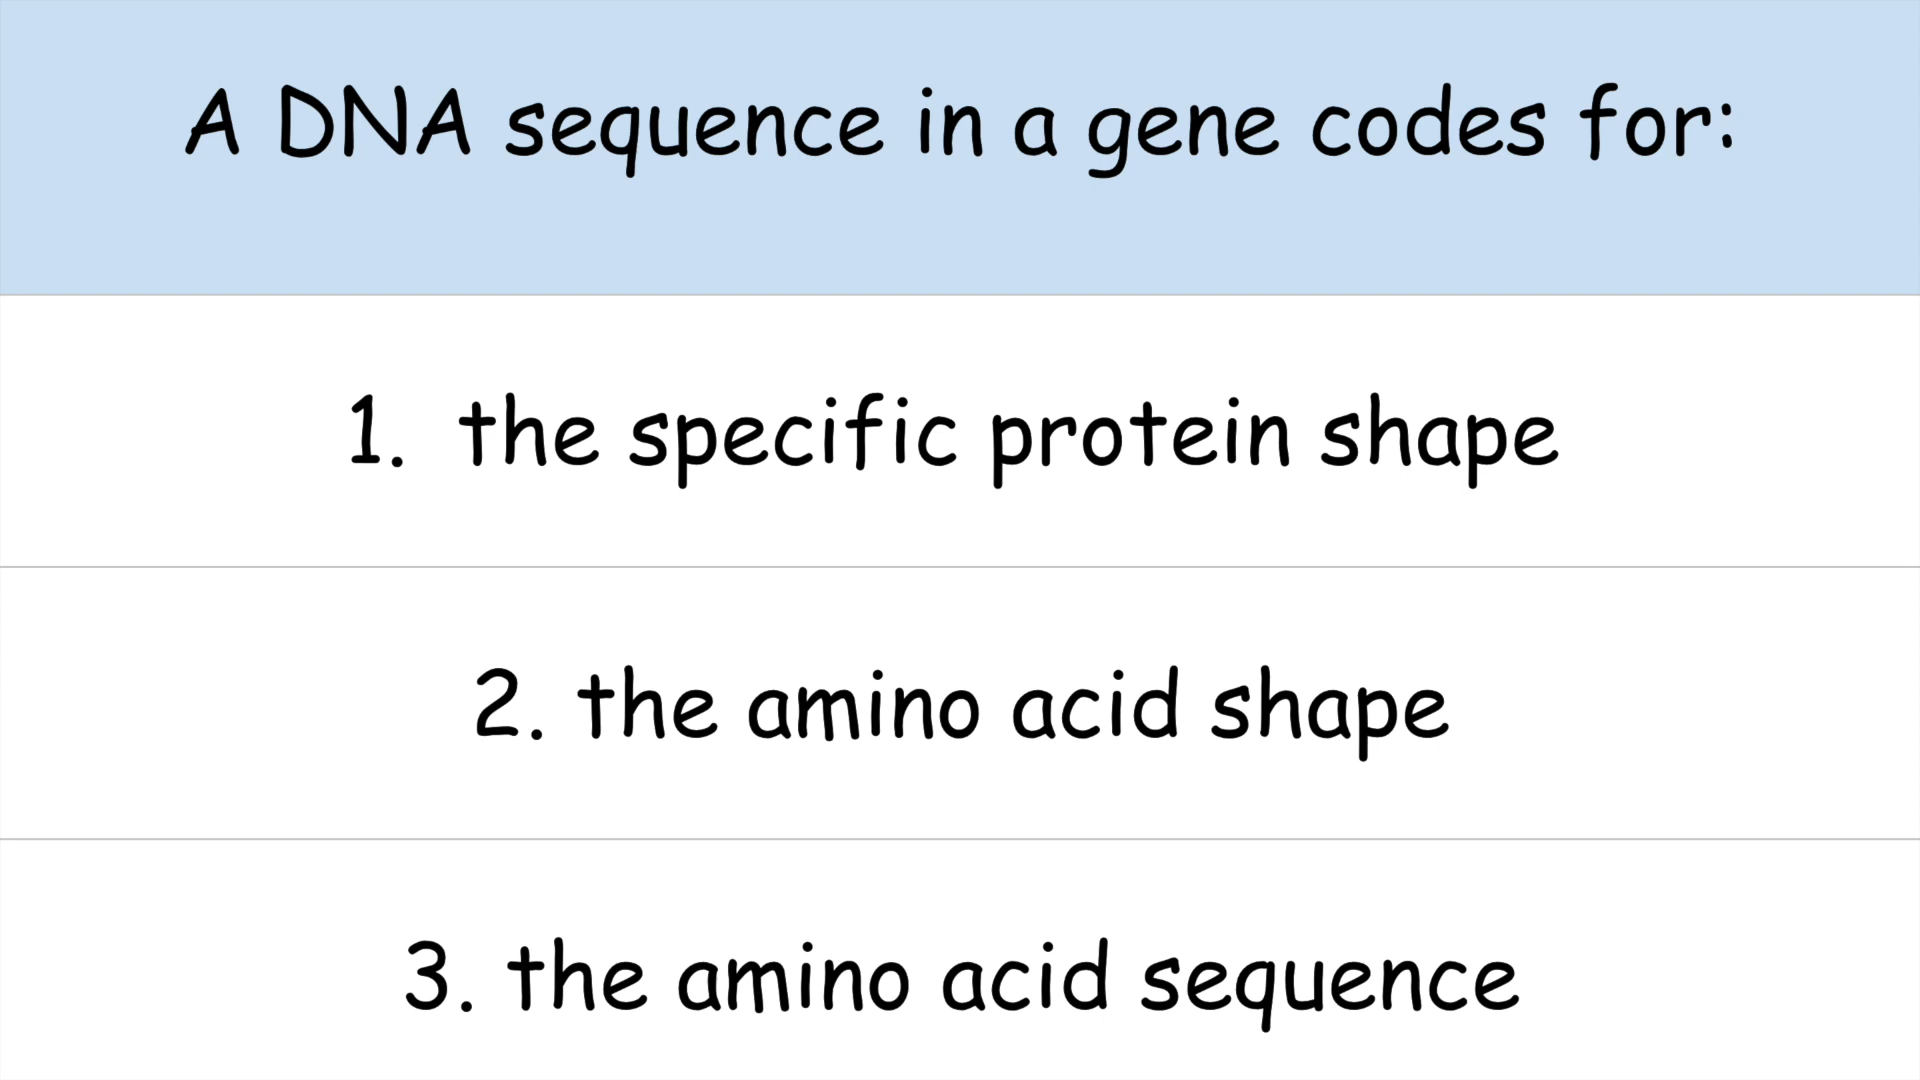 A DNA sequence in a gene codes for:
1. the specific protein shape
2. the amino acid shape
3. the amino acid sequence